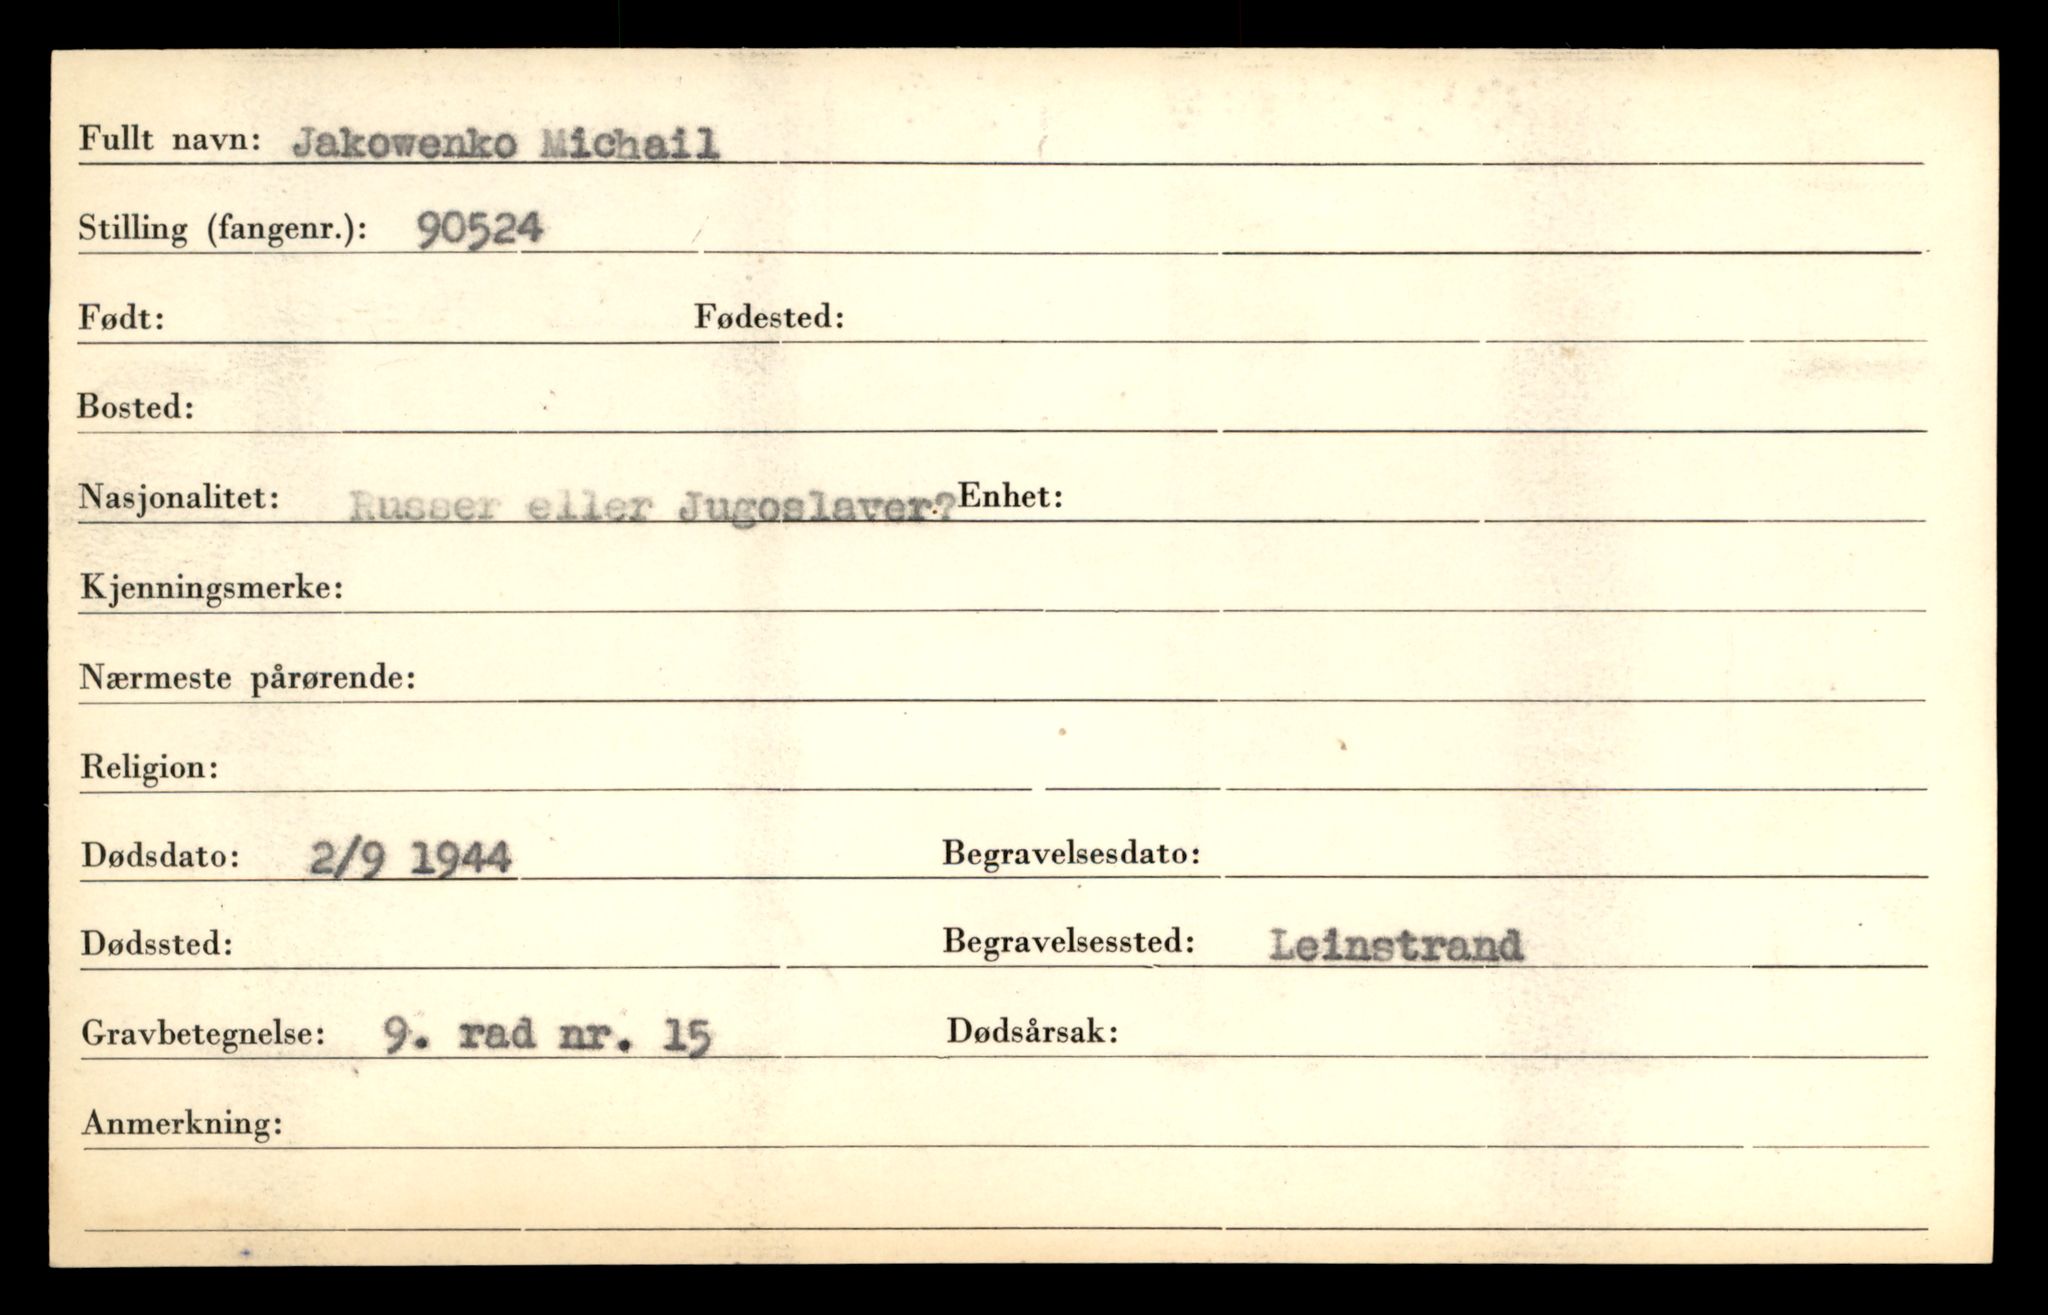 Fullt navn: Jakowenko Michail
Stilling (fangenr.): 90524
Født: Fødested:
Bosted:
Nasjonalitet: Russer eller Jugoslaver? Enhet:
Kjenningsmerke:
Nærmeste pårørende:
Religion:
Dødsdato: 2/9 1944 Begravelsesdato:
Dødssted: Begravelsessted: Leinstrand
Gravbetegnelse: 9. rad nr. 15 Dødsårsak:
Anmerkning: